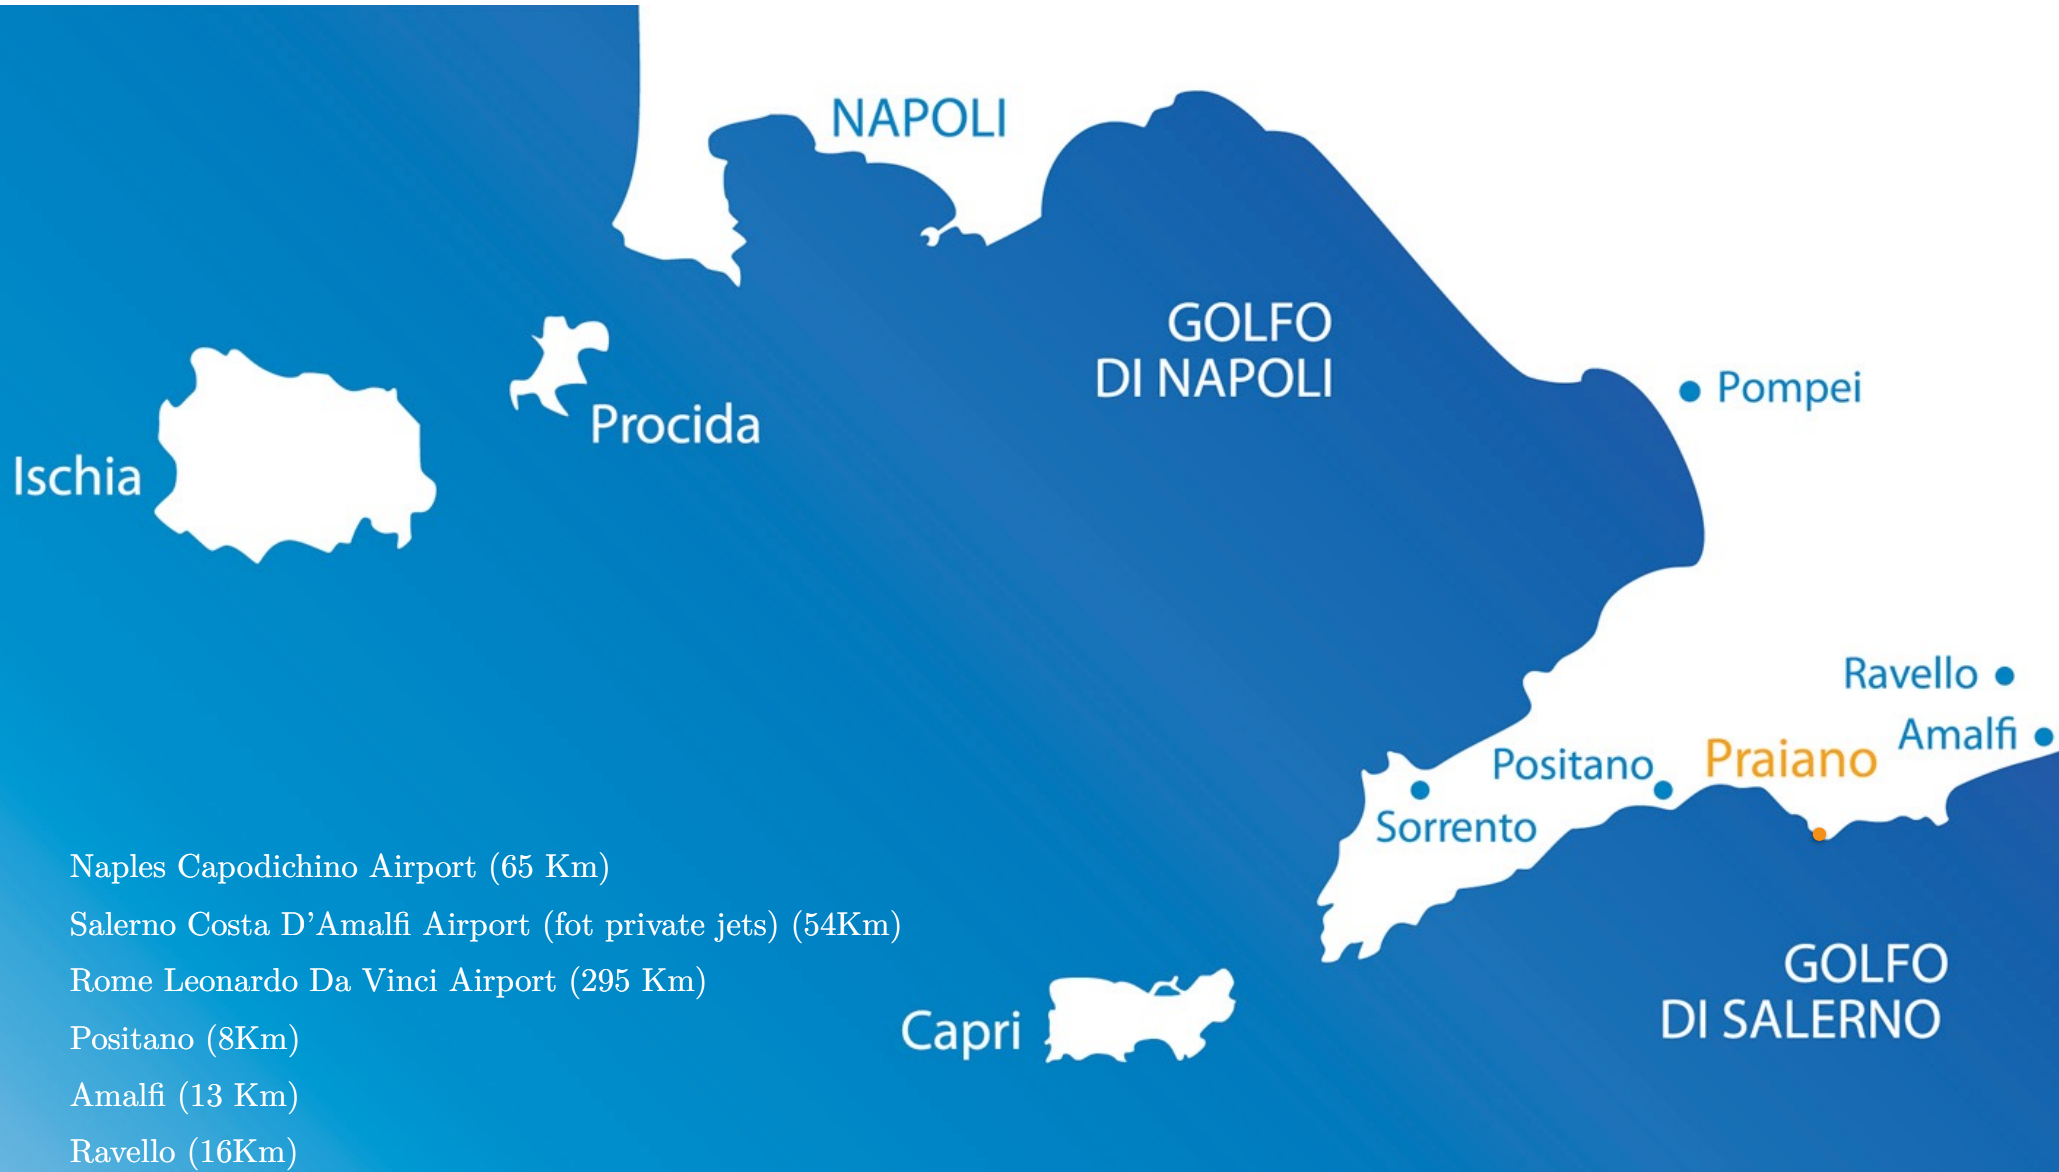 NAPOLI
GOLFO
DI NAPOLI
Pompei
Procida
Ischia
Ravello
Amalfi
Praiano
Positano
Sorrento
Naples Capodichino Airport (65 Km)
Salerno Costa D'Amalfi Airport (fot private jets) (54Km)
Rome Leonardo Da Vinci Airport (295 Km)
Positano (8Km)
Amalfi (13 Km)
Ravello (16Km)
Capri
GOLFO
DI SALERNO